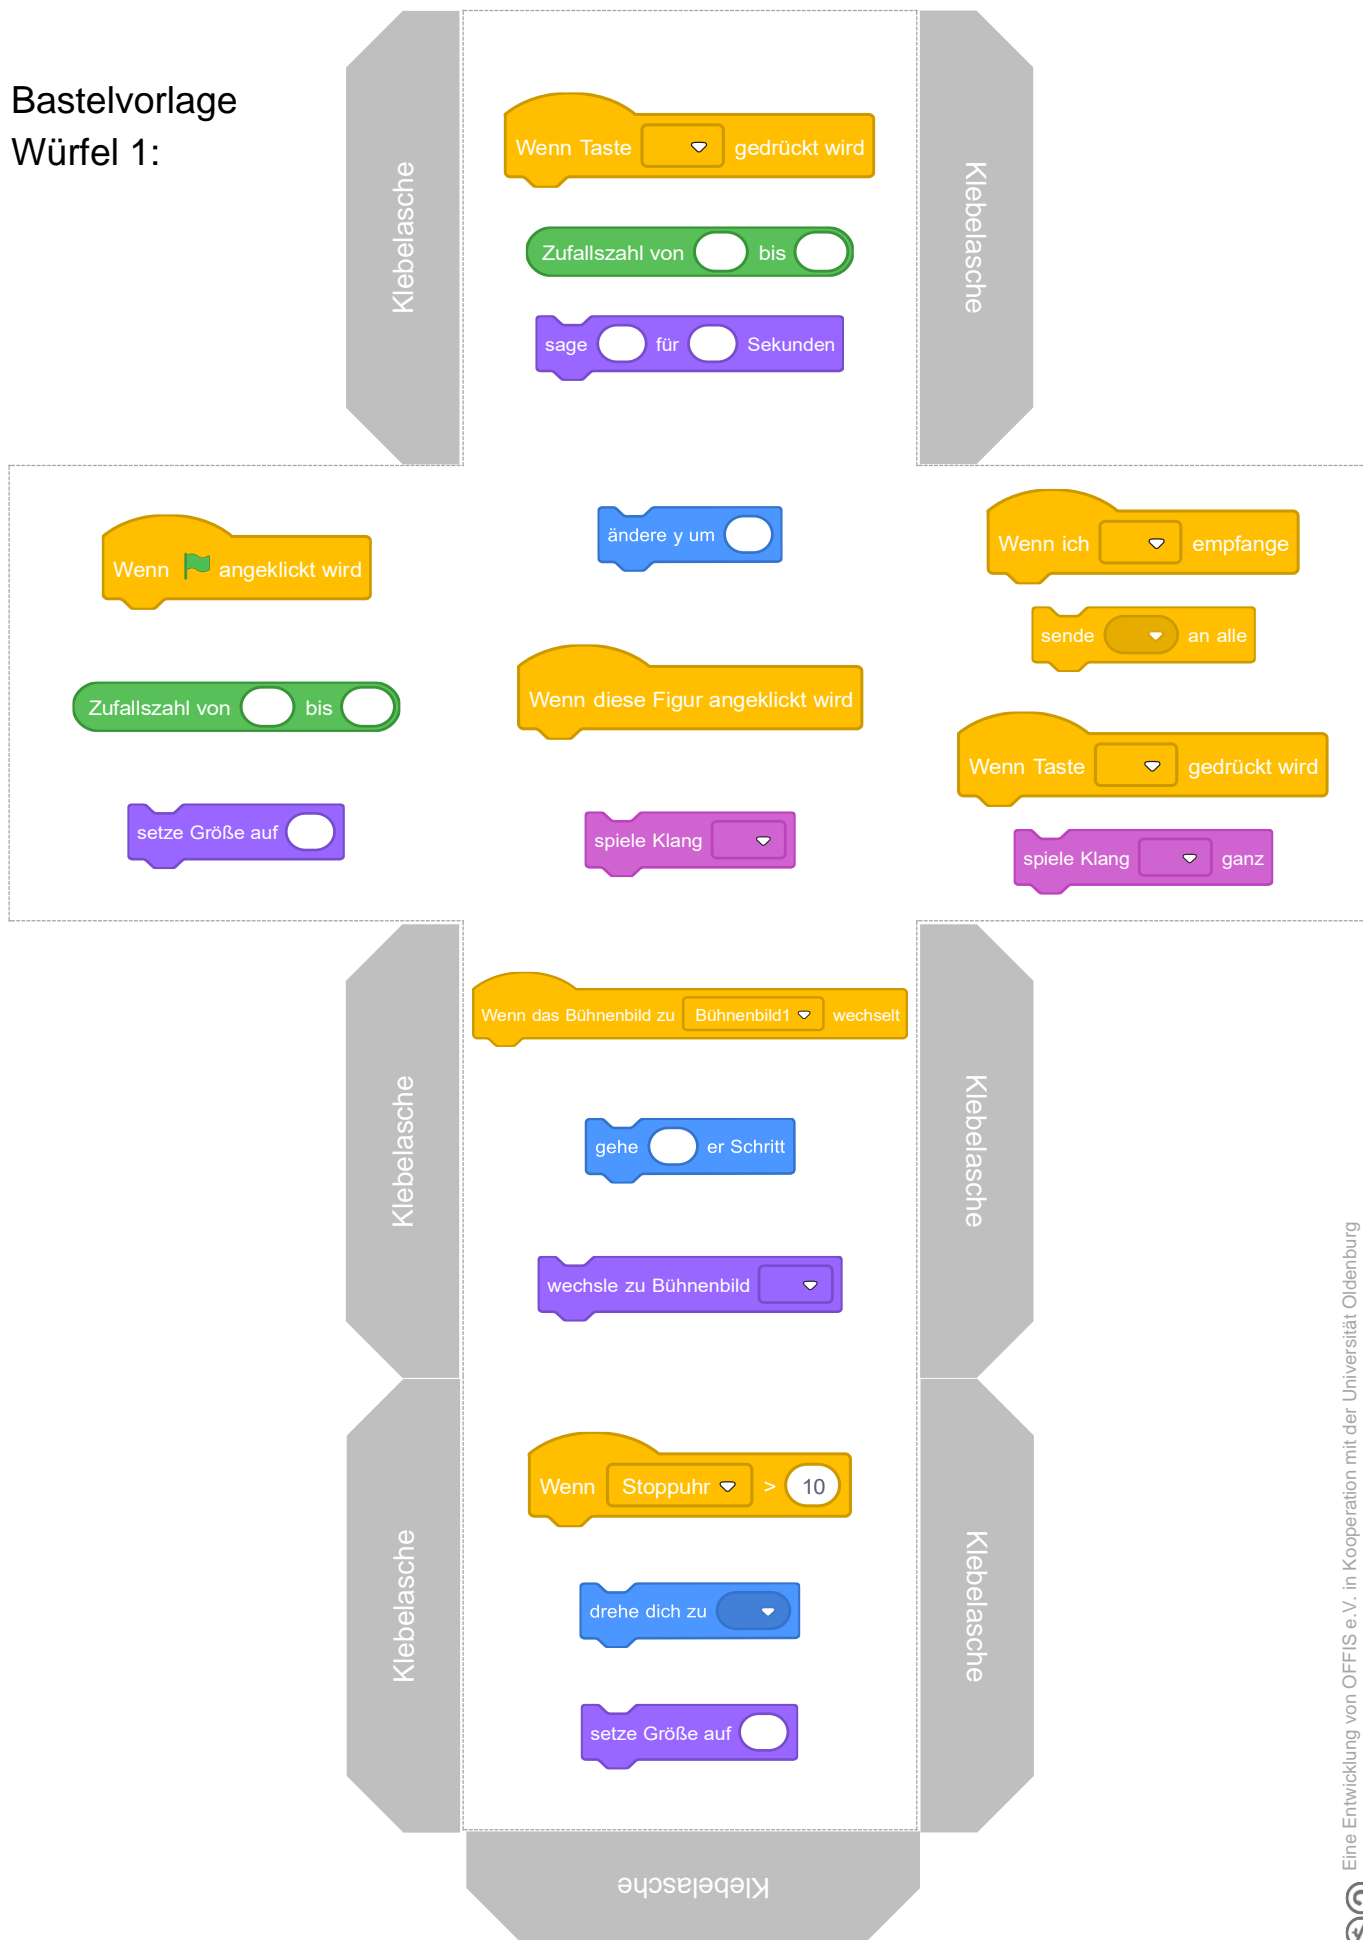 Bastelvorlage
Würfel 1:
Klebelasche
Wenn Taste gedrückt wird
Zufallszahl von bis
sage für Sekunden
Klebelasche
Wenn angeklickt wird
Zufallszahl von bis
setze Größe auf
ändere y um
Wenn diese Figur angeklickt wird
spiele Klang
Wenn ich empfange
sende an alle
Wenn Taste gedrückt wird
spiele Klang ganz
Klebelasche
Wenn das Bühnenbild zu Bühnenbild1 wechselt
gehe er Schritt
wechsle zu Bühnenbild
Klebelasche
Klebelasche
Wenn Stoppuhr > 10
drehe dich zu
setze Größe auf
Klebelasche
Klebelasche
Eine Entwicklung von OFFIS e.V. in Kooperation mit der Universität Oldenburg